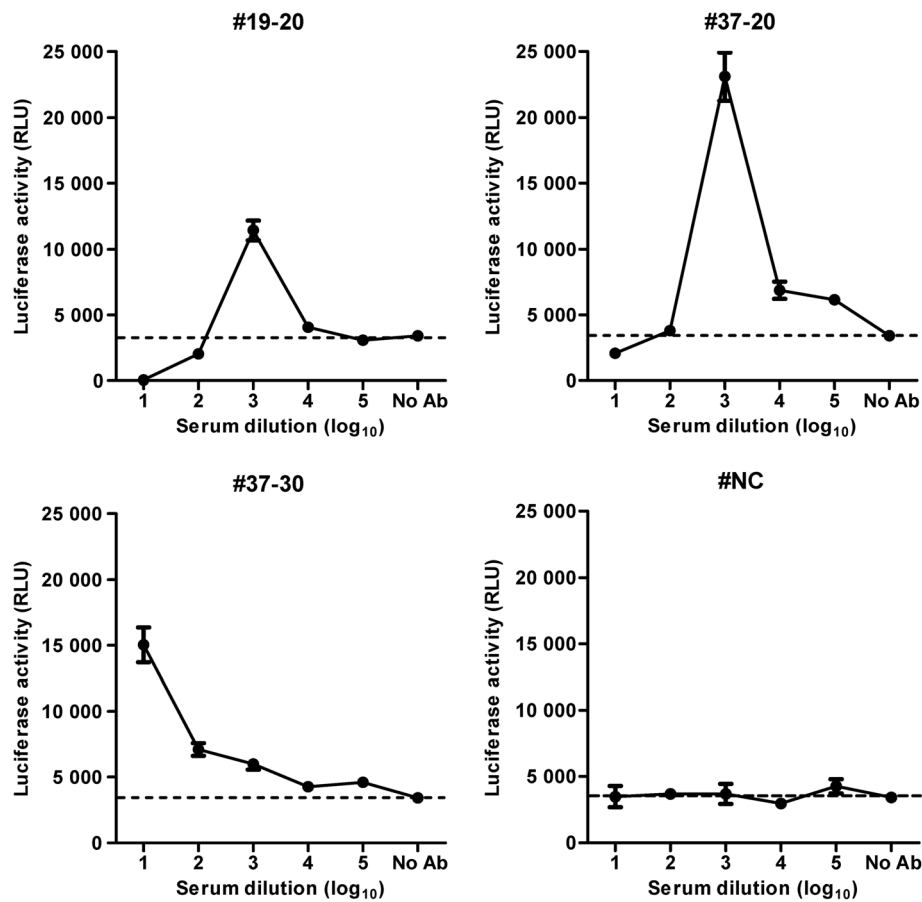 #19-20
25 000
20 000
15 000
10 000
5 000
0
Luciferase activity (RLU)
1 2 3 4 5 No Ab
Serum dilution (log10)
#37-20
25 000
20 000
15 000
10 000
5 000
0
Luciferase activity (RLU)
1 2 3 4 5 No Ab
Serum dilution (log10)
#37-30
25 000
20 000
15 000
10 000
5 000
0
Luciferase activity (RLU)
1 2 3 4 5 No Ab
Serum dilution (log10)
#NC
25 000
20 000
15 000
10 000
5 000
0
Luciferase activity (RLU)
1 2 3 4 5 No Ab
Serum dilution (log10)